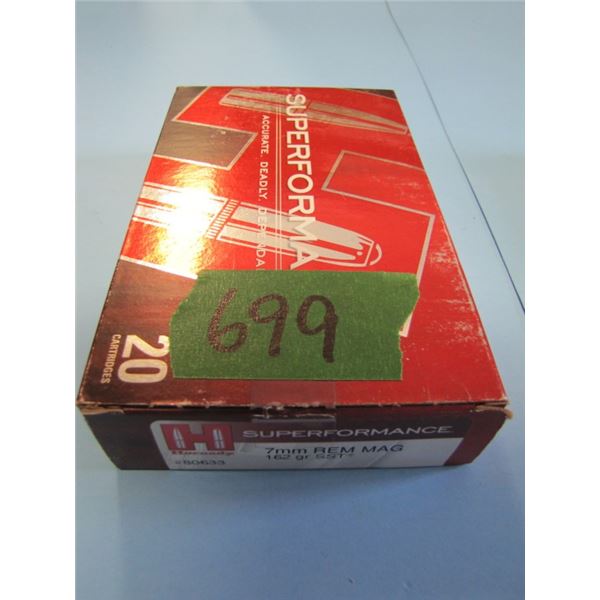 SUPERFORMA
ACCURATE. DEADLY. DEPENDA
699
20
CARTRIDGES
H
Hornady
SUPERFORMANCE
#80633
7mm REM MAG
162 gr. SST®